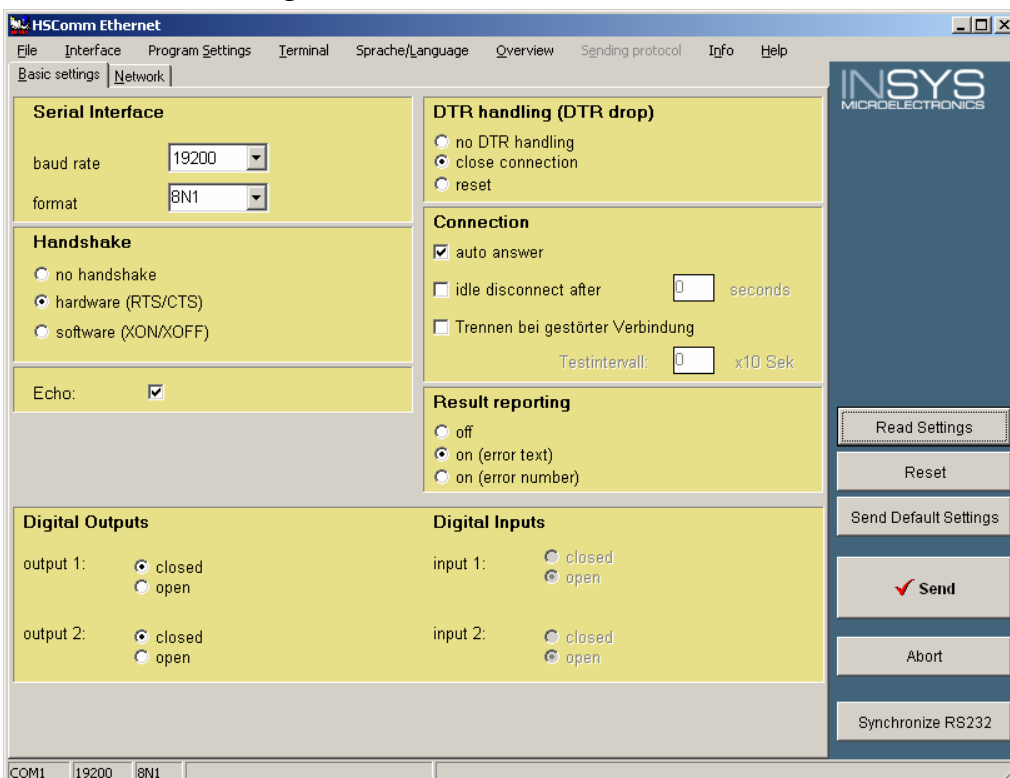 HSComm Ethernet
File Interface Program Settings Terminal Sprache/Language Overview Sending protocol Info Help
Basic settings Network
INSYS
MICROELECTRONICS
Serial Interface
baud rate 19200
format 8N1
Handshake
no handshake
hardware (RTS/CTS)
software (XON/XOFF)
Echo:
DTR handling (DTR drop)
no DTR handling
close connection
reset
Connection
auto answer
idle disconnect after 0 seconds
Trennen bei gestörter Verbindung
Testintervall: 0 x10 Sek
Result reporting
off
on (error text)
on (error number)
Digital Outputs
output 1: closed
open
output 2: closed
open
Digital Inputs
input 1: closed
open
input 2: closed
open
Read Settings
Reset
Send Default Settings
Send
Abort
Synchronize RS232
COM1 19200 8N1